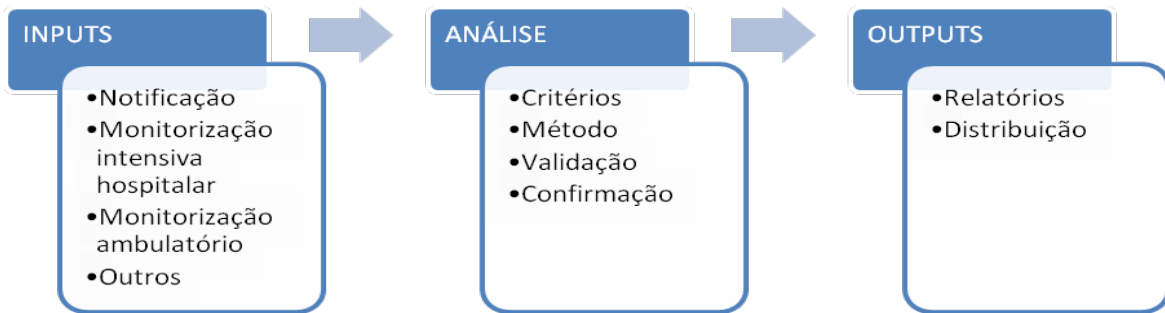 INPUTS
•Notificação
•Monitorização
intensiva
hospitalar
•Monitorização
ambulatório
•Outros
ANÁLISE
•Critérios
•Método
•Validação
•Confirmação
OUTPUTS
•Relatórios
•Distribuição